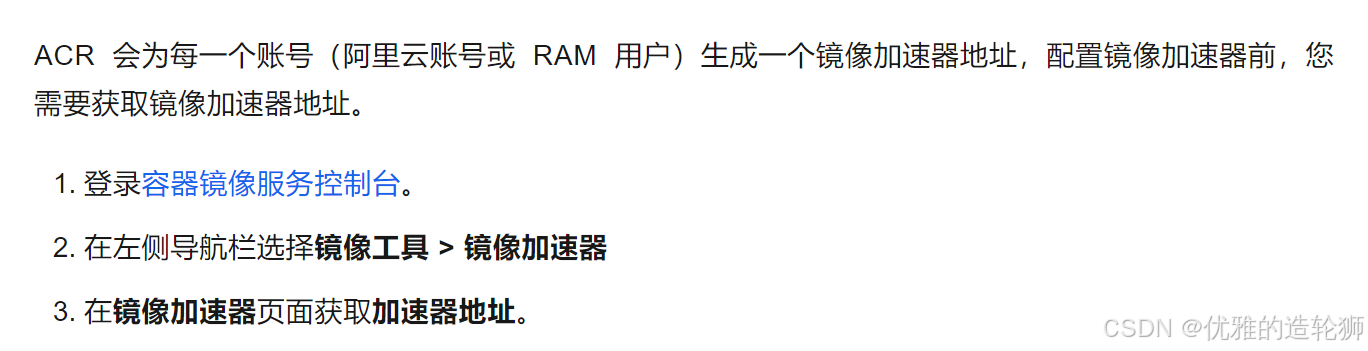 ACR 会为每一个账号（阿里云账号或 RAM 用户）生成一个镜像加速器地址，配置镜像加速器前，您
需要获取镜像加速器地址。
1. 登录容器镜像服务控制台。
2. 在左侧导航栏选择镜像工具 > 镜像加速器
3. 在镜像加速器页面获取加速器地址。
CSDN @优雅的造轮狮